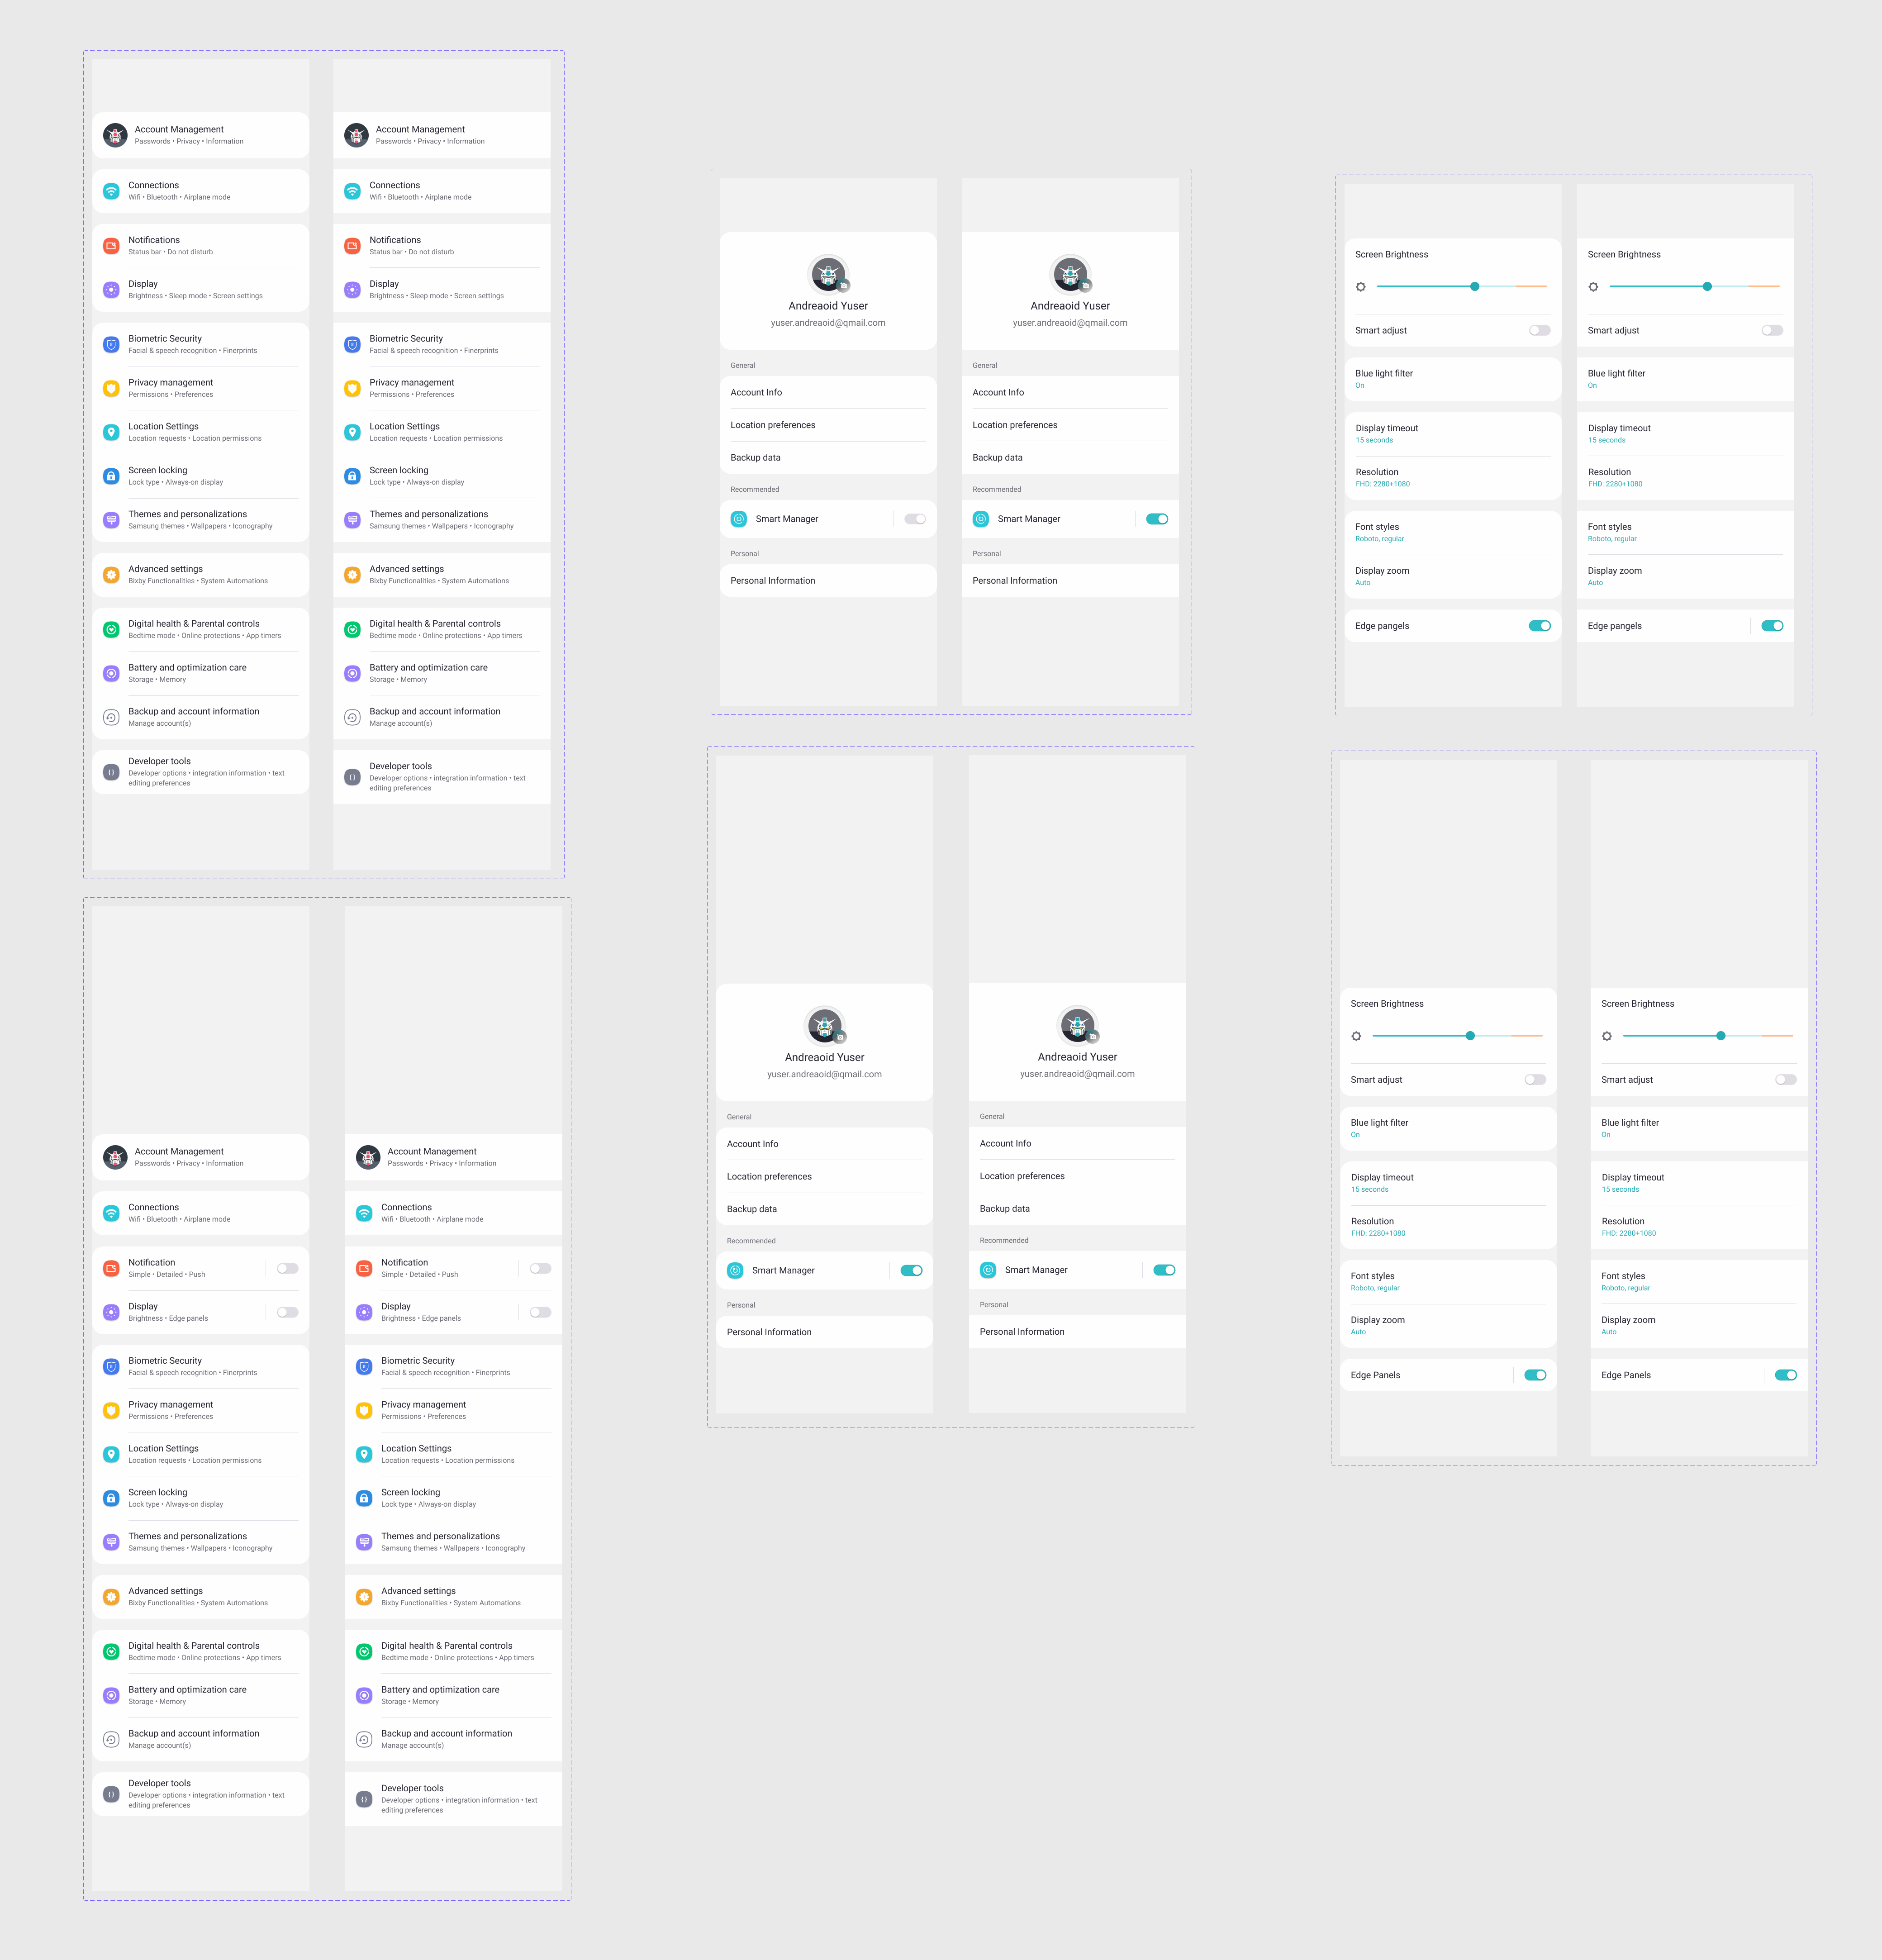 Account Management
Passwords • Privacy • Information
Connections
Wifi • Bluetooth • Airplane mode
Notifications
Status bar • Do not disturb
Display
Brightness • Sleep mode • Screen settings
Biometric Security
Facial & speech recognition • Finerprints
Privacy management
Permissions • Preferences
Location Settings
Location requests • Location permissions
Screen locking
Lock type • Always-on display
Themes and personalizations
Samsung themes • Wallpapers • Iconography
Advanced settings
Bixby Functionalities • System Automations
Digital health & Parental controls
Bedtime mode • Online protections • App timers
Battery and optimization care
Storage • Memory
Backup and account information
Manage account(s)
Developer tools
Developer options • integration information • text
editing preferences
Account Management
Passwords • Privacy • Information
Connections
Wifi • Bluetooth • Airplane mode
Notifications
Status bar • Do not disturb
Display
Brightness • Sleep mode • Screen settings
Biometric Security
Facial & speech recognition • Finerprints
Privacy management
Permissions • Preferences
Location Settings
Location requests • Location permissions
Screen locking
Lock type • Always-on display
Themes and personalizations
Samsung themes • Wallpapers • Iconography
Advanced settings
Bixby Functionalities • System Automations
Digital health & Parental controls
Bedtime mode • Online protections • App timers
Battery and optimization care
Storage • Memory
Backup and account information
Manage account(s)
Developer tools
Developer options • integration information • text
editing preferences
Andreaoid Yuser
yuser.andreaoid@qmail.com
General
Account Info
Location preferences
Backup data
Recommended
Smart Manager
Personal
Personal Information
Andreaoid Yuser
yuser.andreaoid@qmail.com
General
Account Info
Location preferences
Backup data
Recommended
Smart Manager
Personal
Personal Information
Screen Brightness
Smart adjust
Blue light filter
On
Display timeout
15 seconds
Resolution
FHD: 2280+1080
Font styles
Roboto, regular
Display zoom
Auto
Edge pangels
Screen Brightness
Smart adjust
Blue light filter
On
Display timeout
15 seconds
Resolution
FHD: 2280+1080
Font styles
Roboto, regular
Display zoom
Auto
Edge pangels
Account Management
Passwords • Privacy • Information
Connections
Wifi • Bluetooth • Airplane mode
Notification
Simple • Detailed • Push
Display
Brightness • Edge panels
Biometric Security
Facial & speech recognition • Finerprints
Privacy management
Permissions • Preferences
Location Settings
Location requests • Location permissions
Screen locking
Lock type • Always-on display
Themes and personalizations
Samsung themes • Wallpapers • Iconography
Advanced settings
Bixby Functionalities • System Automations
Digital health & Parental controls
Bedtime mode • Online protections • App timers
Battery and optimization care
Storage • Memory
Backup and account information
Manage account(s)
Developer tools
Developer options • integration information • text
editing preferences
Account Management
Passwords • Privacy • Information
Connections
Wifi • Bluetooth • Airplane mode
Notification
Simple • Detailed • Push
Display
Brightness • Edge panels
Biometric Security
Facial & speech recognition • Finerprints
Privacy management
Permissions • Preferences
Location Settings
Location requests • Location permissions
Screen locking
Lock type • Always-on display
Themes and personalizations
Samsung themes • Wallpapers • Iconography
Advanced settings
Bixby Functionalities • System Automations
Digital health & Parental controls
Bedtime mode • Online protections • App timers
Battery and optimization care
Storage • Memory
Backup and account information
Manage account(s)
Developer tools
Developer options • integration information • text
editing preferences
Andreaoid Yuser
yuser.andreaoid@qmail.com
General
Account Info
Location preferences
Backup data
Recommended
Smart Manager
Personal
Personal Information
Andreaoid Yuser
yuser.andreaoid@qmail.com
General
Account Info
Location preferences
Backup data
Recommended
Smart Manager
Personal
Personal Information
Screen Brightness
Smart adjust
Blue light filter
On
Display timeout
15 seconds
Resolution
FHD: 2280+1080
Font styles
Roboto, regular
Display zoom
Auto
Edge Panels
Screen Brightness
Smart adjust
Blue light filter
On
Display timeout
15 seconds
Resolution
FHD: 2280+1080
Font styles
Roboto, regular
Display zoom
Auto
Edge Panels